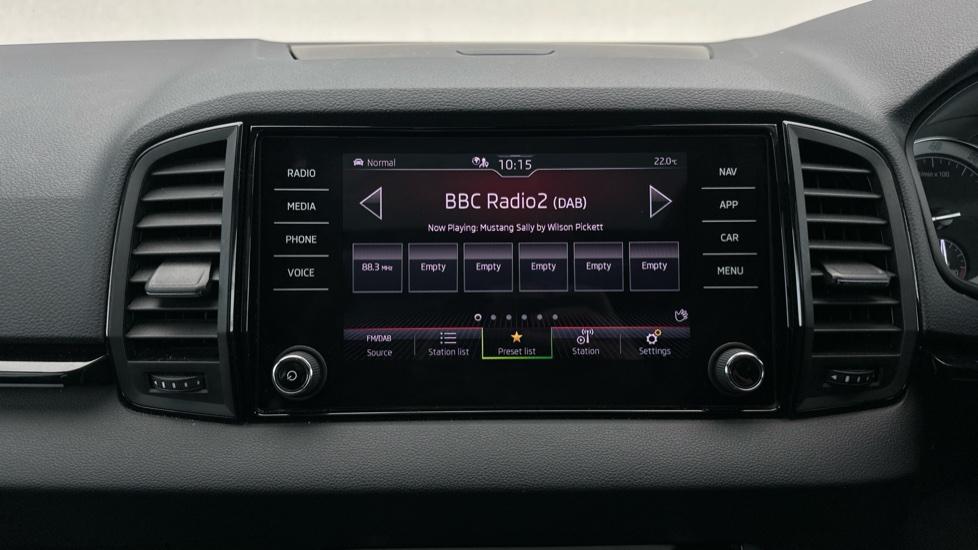 RADIO
MEDIA
PHONE
VOICE
Normal
10:15
22.0°C
BBC Radio2 (DAB)
Now Playing: Mustang Sally by Wilson Pickett
88.3 MHz Empty Empty Empty Empty Empty
FM/DAB
Source Station list Preset list Station Settings
NAV
APP
CAR
MENU